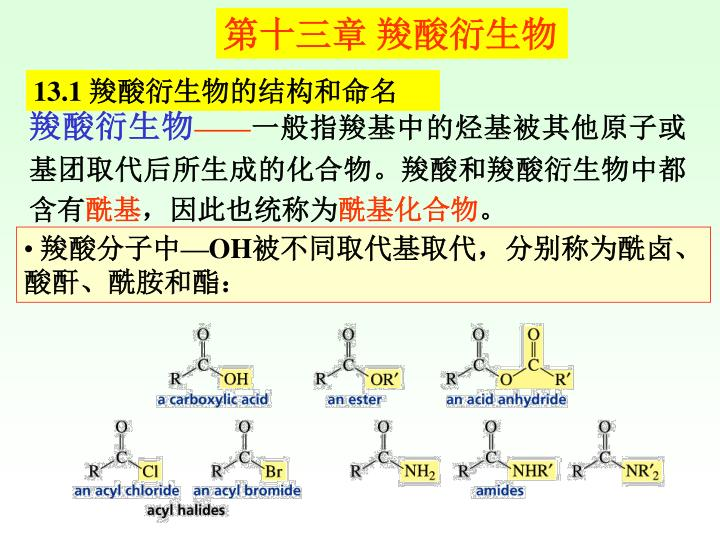 第十三章 羧酸衍生物
13.1 羧酸衍生物的结构和命名
羧酸衍生物——一般指羧基中的烃基被其他原子或
基团取代后所生成的化合物。羧酸和羧酸衍生物中都
含有酰基，因此也统称为酰基化合物。
• 羧酸分子中—OH被不同取代基取代，分别称为酰卤、
酸酐、酰胺和酯：
O O O O
C C C C
R OH R OR′ R O R′
a carboxylic acid an ester an acid anhydride
O O O O O
C C C C C
R Cl R Br R NH2 R NHR′ R NR′2
an acyl chloride an acyl bromide amides
acyl halides